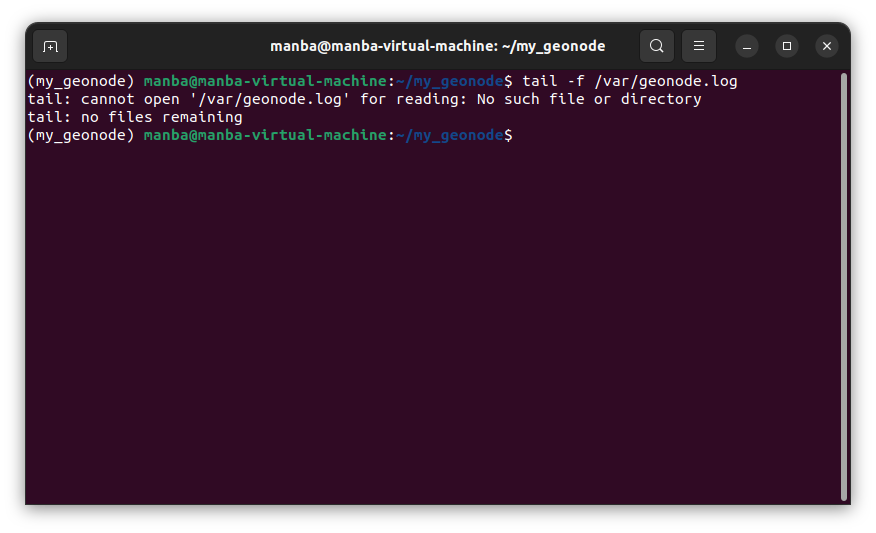 manba@manba-virtual-machine: ~/my_geonode
(my_geonode) manba@manba-virtual-machine:~/my_geonode$ tail -f /var/geonode.log
tail: cannot open '/var/geonode.log' for reading: No such file or directory
tail: no files remaining
(my_geonode) manba@manba-virtual-machine:~/my_geonode$